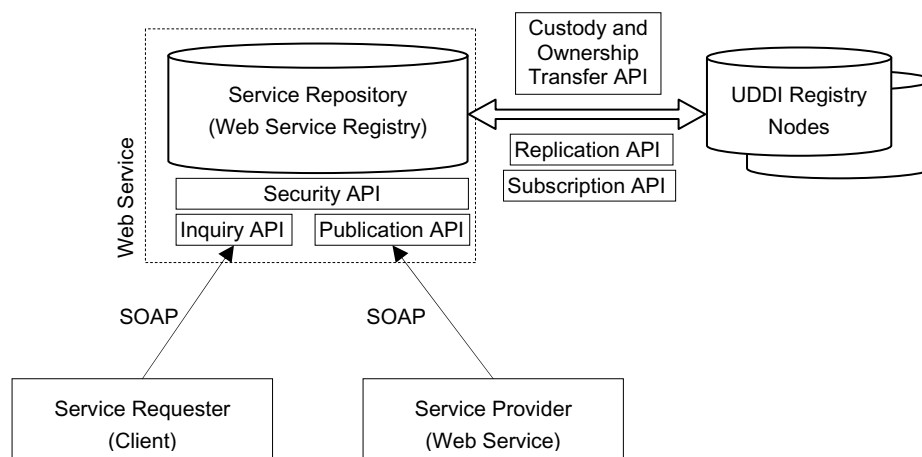 Custody and
Ownership
Transfer API
Service Repository
(Web Service Registry)
UDDI Registry
Nodes
Replication API
Subscription API
Security API
Inquiry API
Publication API
Web Service
SOAP
SOAP
Service Requester
(Client)
Service Provider
(Web Service)